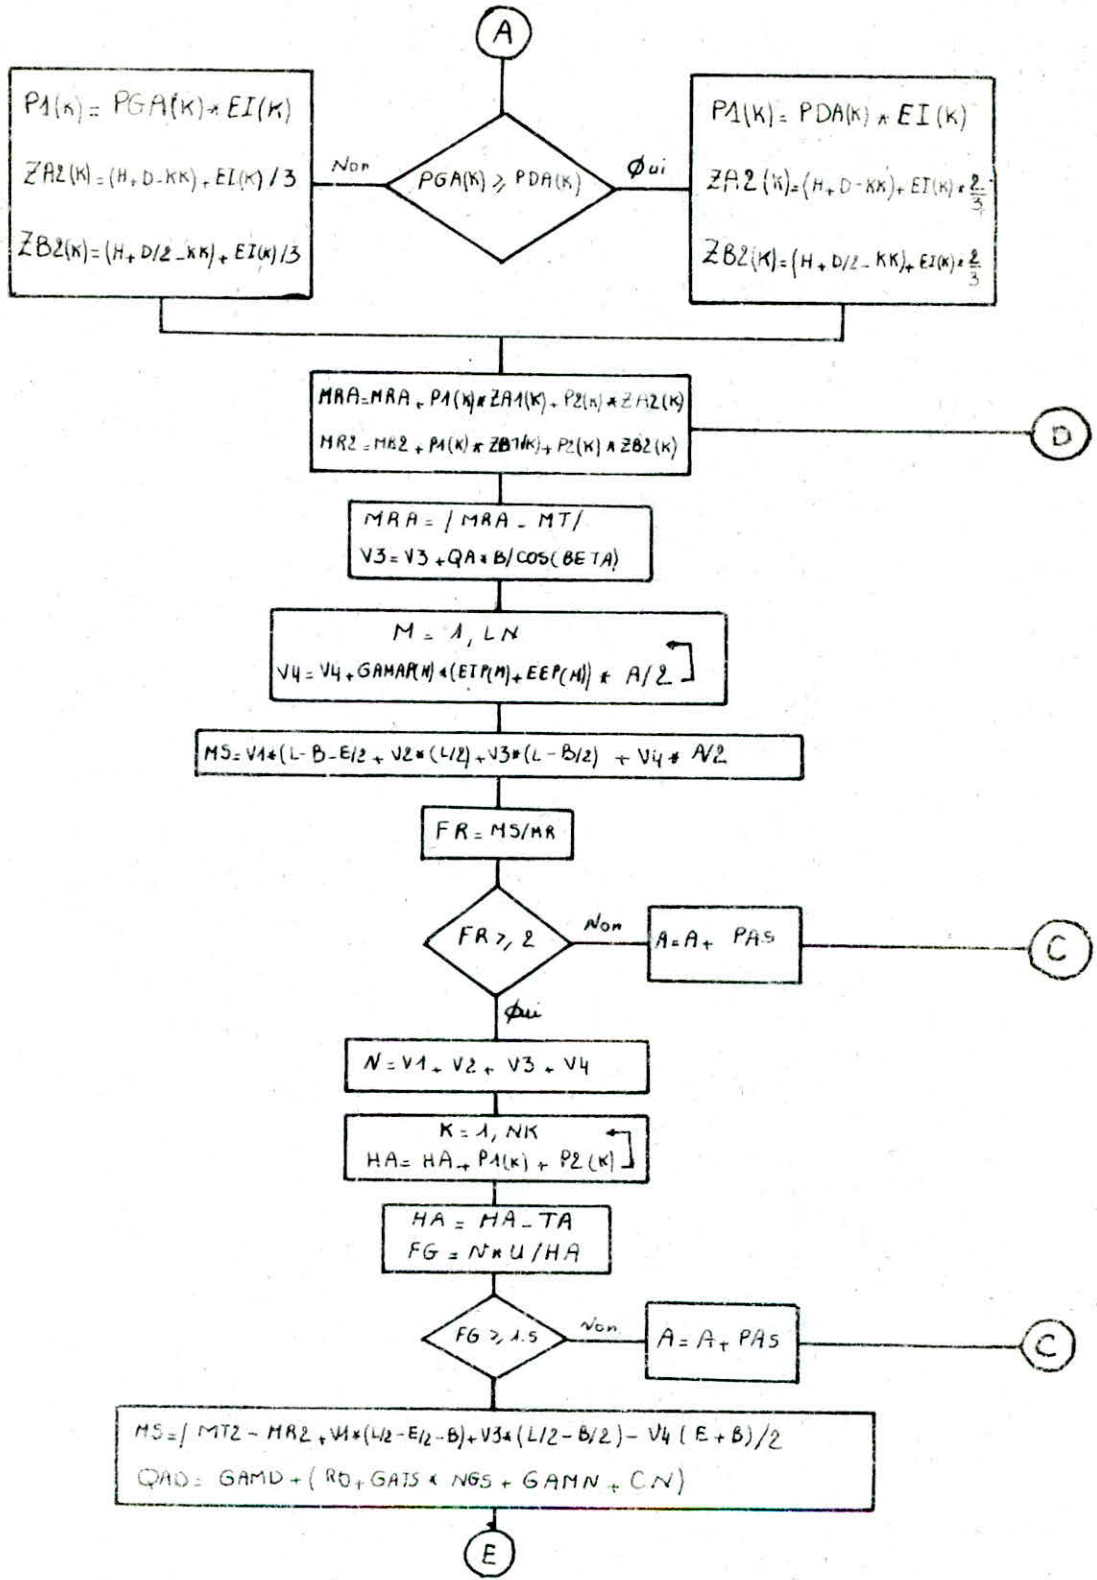 A
P1(K) = PGA(K) * EI(K)
ZA2(K) = (H+D-KK)+EI(K)/3
ZB2(K) = (H+D/2-KK)+EI(K)/3
Non
PGA(K) ⩾ PDA(K)
Øui
P1(K) = PDA(K) * EI(K)
ZA2(K) = (H+D-KK)+EI(K)*2/3
ZB2(K) = (H+D/2-KK)+EI(K)*2/3
MRA=MRA+P1(K)*ZA1(K)+P2(K)*ZA2(K)
MR2=MR2+P1(K)*ZB1(K)+P2(K)*ZB2(K)
D
MRA = / MRA - MT/
V3=V3+QA*B/COS(BETA)
M = 1, LN
V4=V4+GAMAP(M)*(EIP(M)+EEP(M))* A/2
MS=V1*(L-B-E/2+V2*(L/2)+V3*(L-B/2) + V4* A/2
FR = MS/MR
FR ⩾ 2
Non
A=A+ PAS
C
Øui
N = V1 + V2 + V3 + V4
K = 1, NK
HA = HA + P1(K) + P2(K)
HA = HA - TA
FG = N*U/HA
FG ⩾ 1.5
Non
A = A + PAS
C
MS=/ MT2 - MR2 +V1*(L/2-E/2-B)+V3*(L/2-B/2)- V4 (E+B)/2
QAD= GAMD + (RO+GATS * NGS + GAMN + C.N)
E